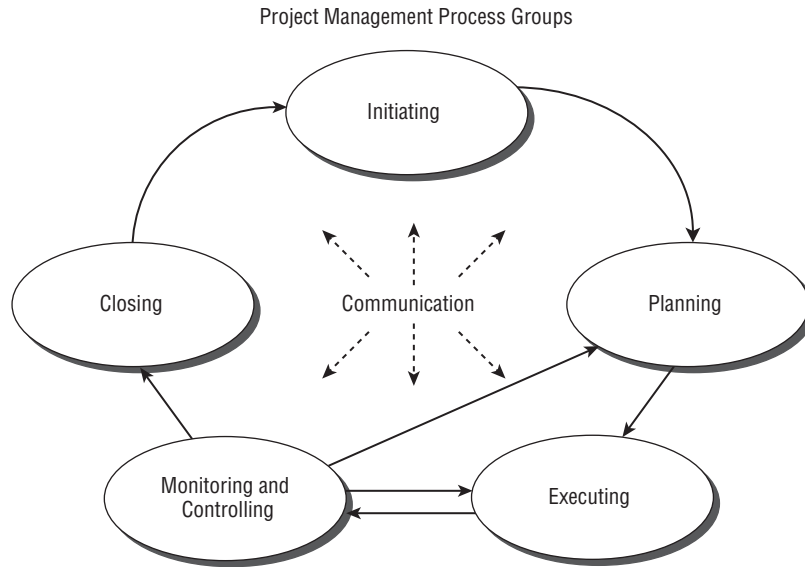 Project Management Process Groups
Initiating
Closing
Communication
Planning
Monitoring and
Controlling
Executing